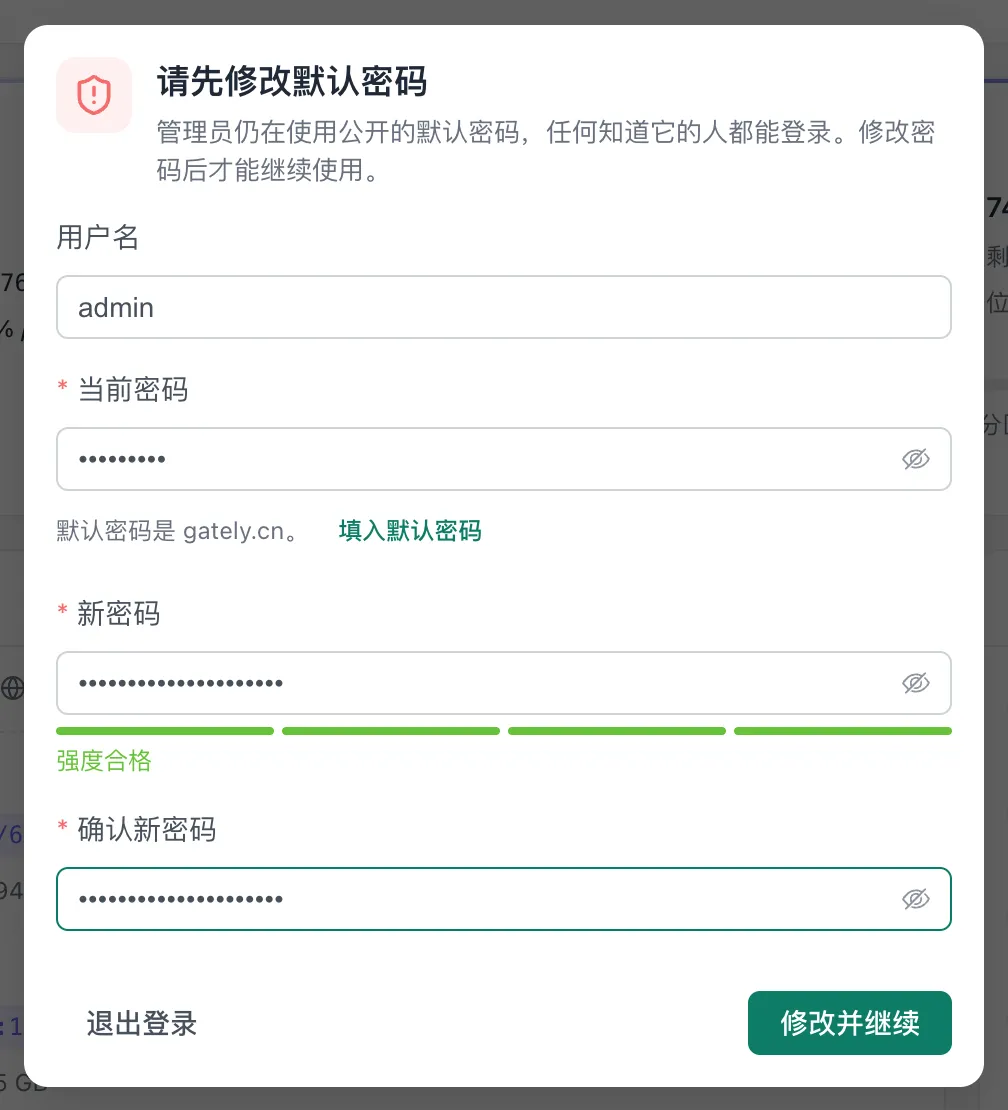 请先修改默认密码
管理员仍在使用公开的默认密码，任何知道它的人都能登录。修改密
码后才能继续使用。
用户名
admin
* 当前密码
•••••••••
默认密码是 gately.cn。 填入默认密码
* 新密码
•••••••••••••••••••••
强度合格
* 确认新密码
•••••••••••••••••••••
退出登录 修改并继续